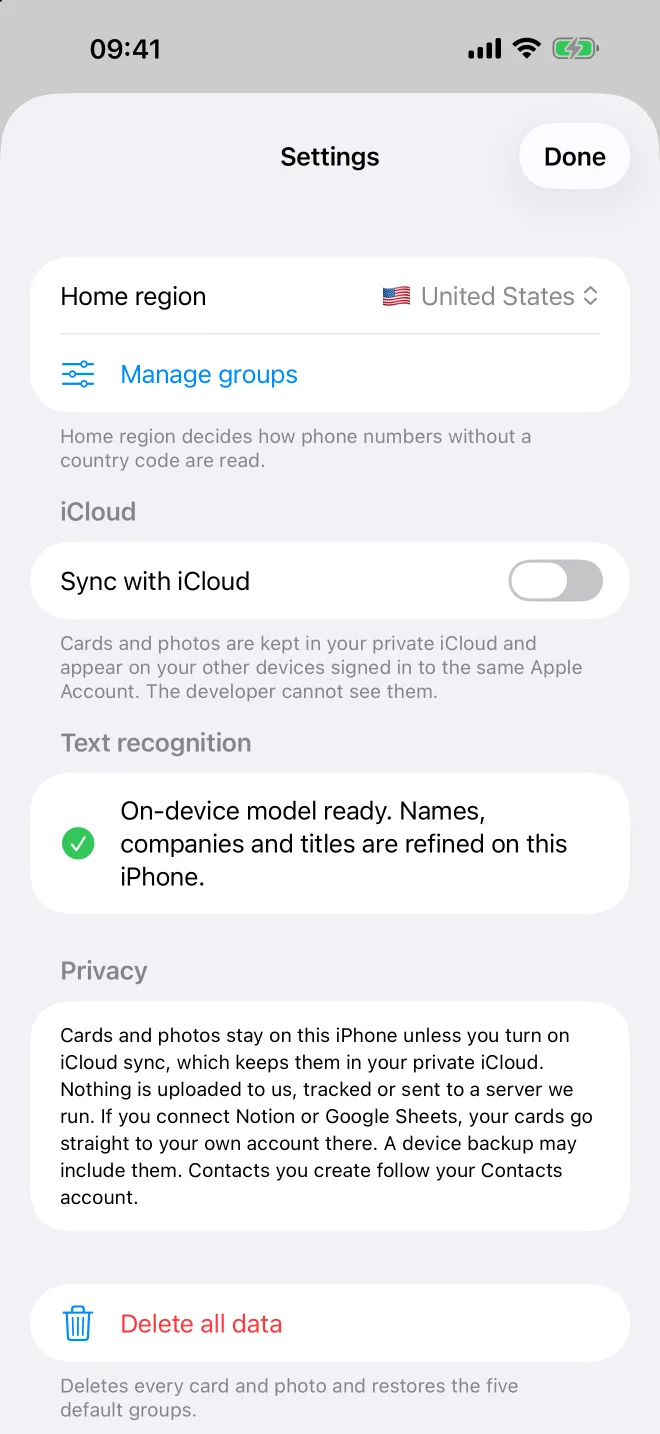 09:41
Settings
Done
Home region
United States
Manage groups
Home region decides how phone numbers without a
country code are read.
iCloud
Sync with iCloud
Cards and photos are kept in your private iCloud and
appear on your other devices signed in to the same Apple
Account. The developer cannot see them.
Text recognition
On-device model ready. Names,
companies and titles are refined on this
iPhone.
Privacy
Cards and photos stay on this iPhone unless you turn on
iCloud sync, which keeps them in your private iCloud.
Nothing is uploaded to us, tracked or sent to a server we
run. If you connect Notion or Google Sheets, your cards go
straight to your own account there. A device backup may
include them. Contacts you create follow your Contacts
account.
Delete all data
Deletes every card and photo and restores the five
default groups.